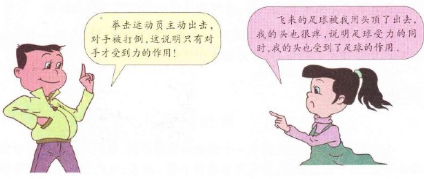 拳击运动员主动出击，
对手被打倒，这说明只有对
手才受到力的作用！
飞来的足球被我用头顶了出去，
我的头也很疼，说明足球受力的同
时，我的头也受到了足球的作用．